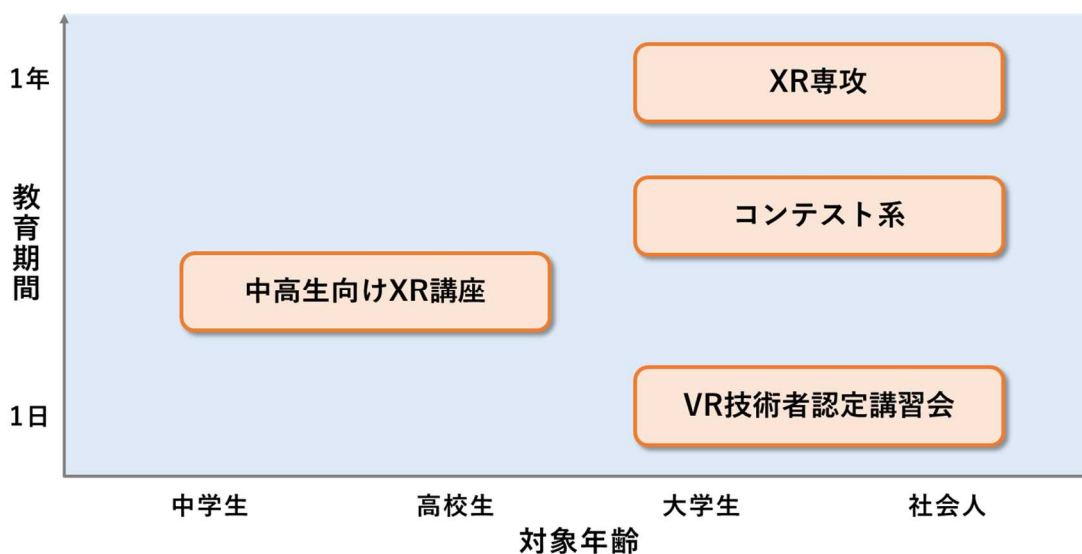 1年
XR専攻
コンテスト系
教育期間
中高生向けXR講座
VR技術者認定講習会
1日
中学生
高校生
大学生
社会人
対象年齢